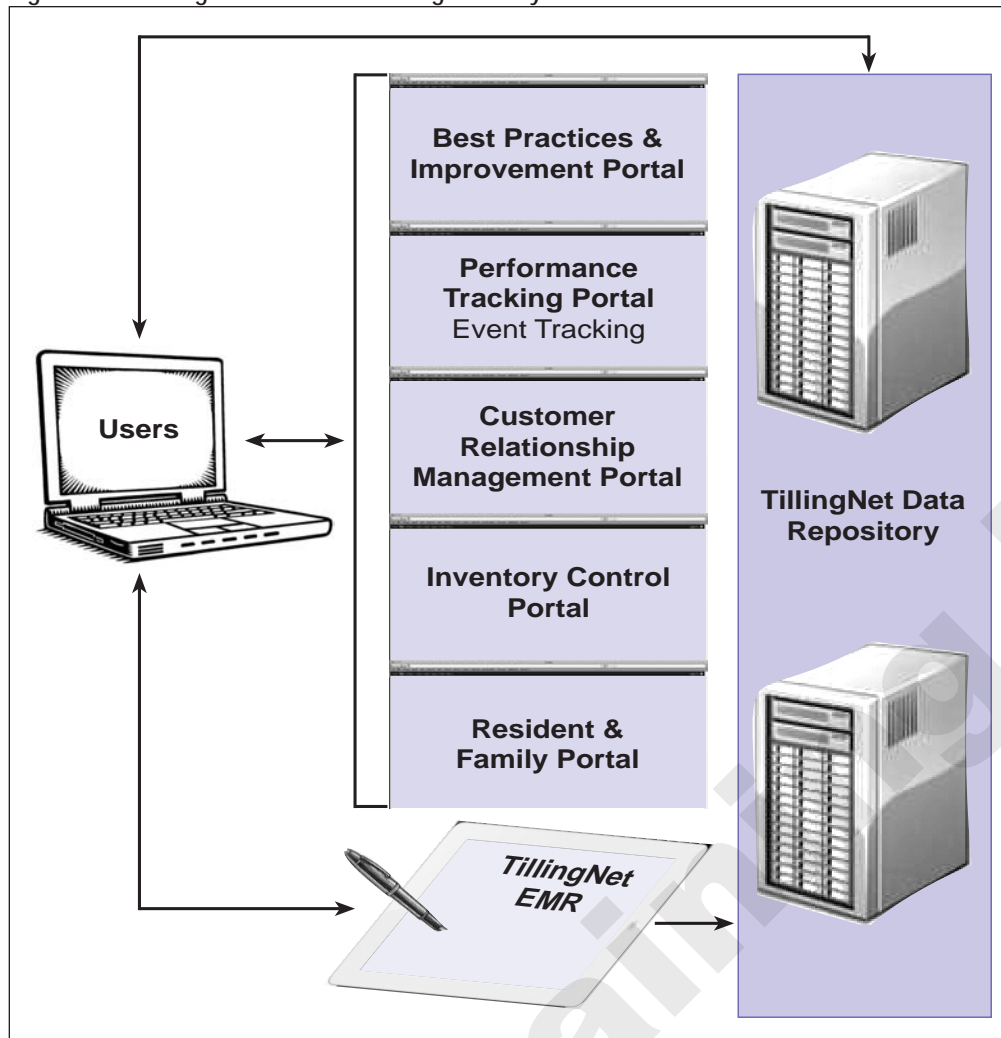 Best Practices &
Improvement Portal
Performance
Tracking Portal
Event Tracking
Customer
Relationship
Management Portal
Users
TillingNet Data
Repository
Inventory Control
Portal
Resident &
Family Portal
TillingNet
EMR